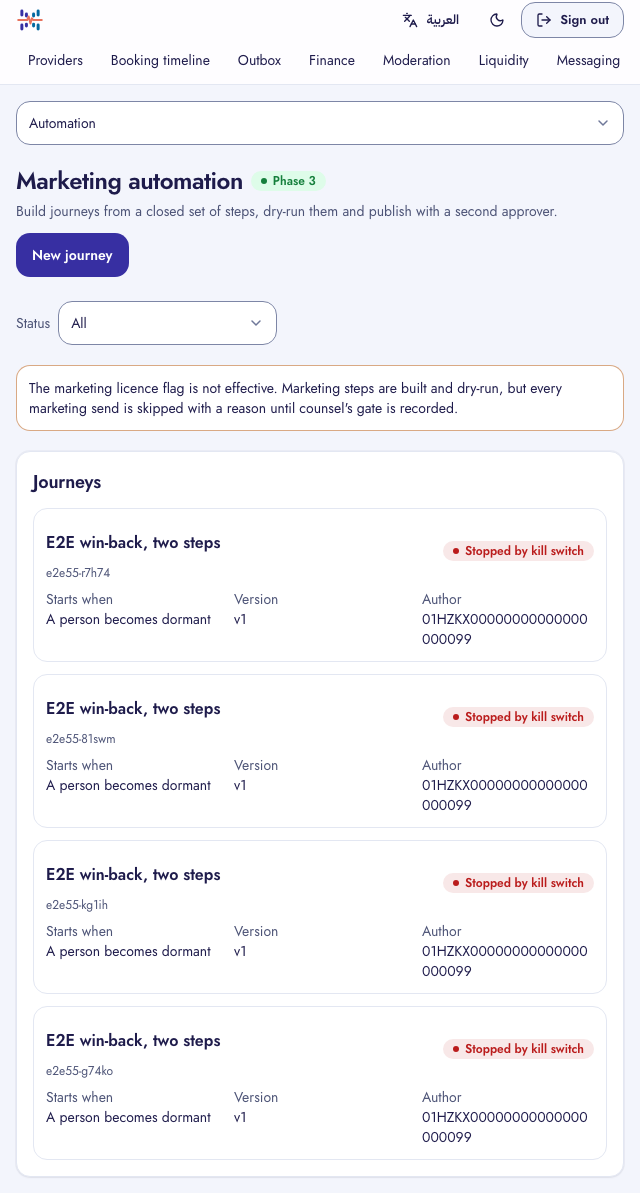 العربية
Sign out
Providers
Booking timeline
Outbox
Finance
Moderation
Liquidity
Messaging
Automation
Marketing automation
Phase 3
Build journeys from a closed set of steps, dry-run them and publish with a second approver.
New journey
Status
All
The marketing licence flag is not effective. Marketing steps are built and dry-run, but every
marketing send is skipped with a reason until counsel's gate is recorded.
Journeys
E2E win-back, two steps
Stopped by kill switch
e2e55-r7h74
Starts when
Version
Author
A person becomes dormant
v1
01HZKX00000000000000
000099
E2E win-back, two steps
Stopped by kill switch
e2e55-81swm
Starts when
Version
Author
A person becomes dormant
v1
01HZKX00000000000000
000099
E2E win-back, two steps
Stopped by kill switch
e2e55-kg1ih
Starts when
Version
Author
A person becomes dormant
v1
01HZKX00000000000000
000099
E2E win-back, two steps
Stopped by kill switch
e2e55-g74ko
Starts when
Version
Author
A person becomes dormant
v1
01HZKX00000000000000
000099